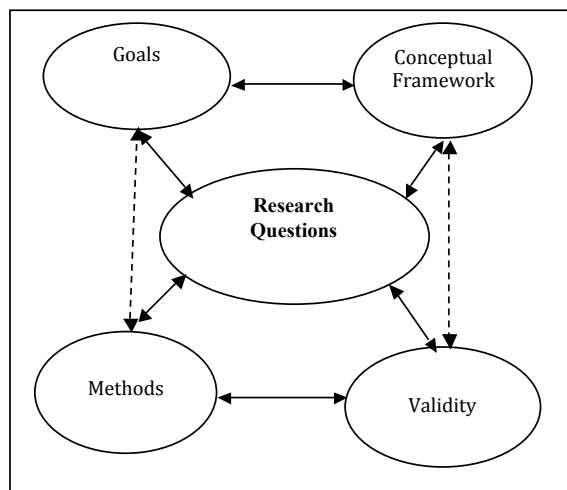 Goals
Conceptual
Framework
Research
Questions
Methods
Validity